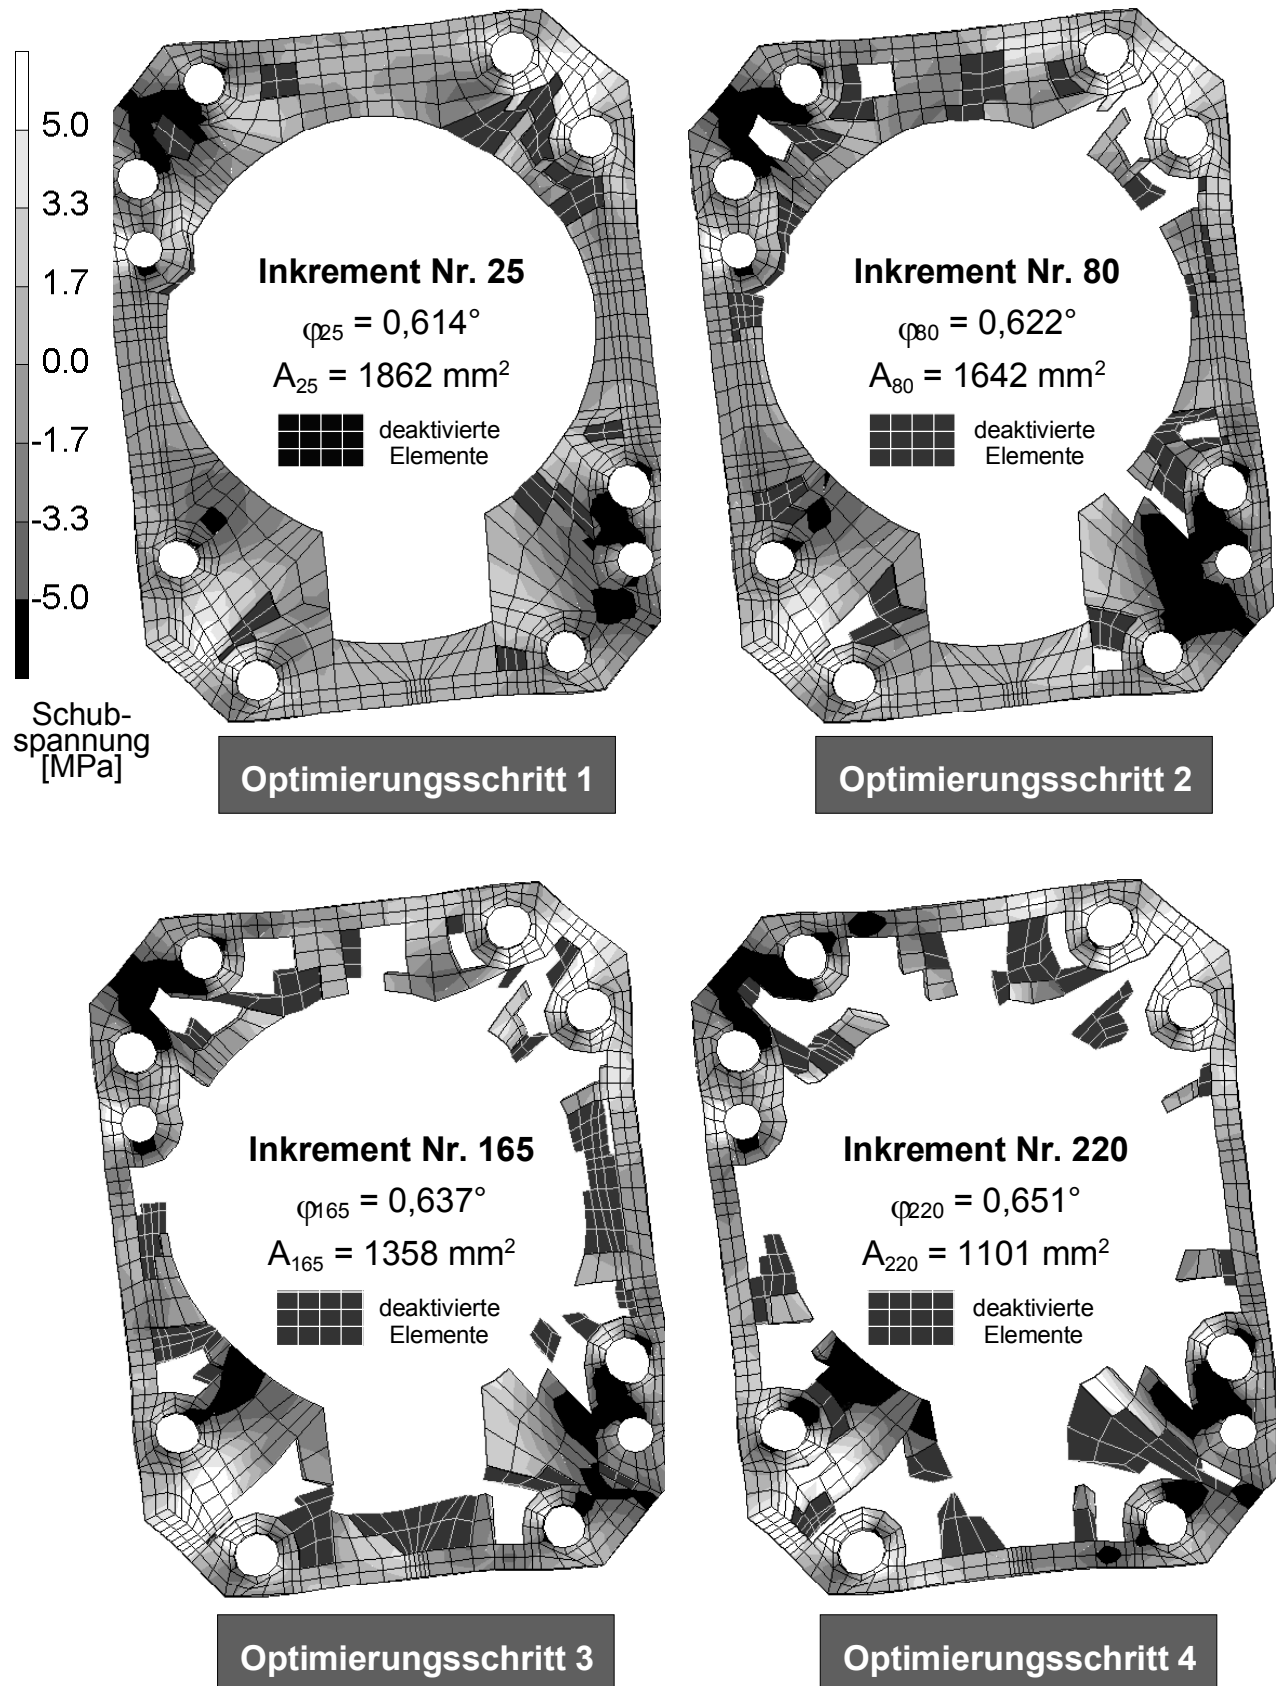 5.0
3.3
1.7
0.0
-1.7
-3.3
-5.0
Schub-
spannung
[MPa]
Inkrement Nr. 25
φ25 = 0,614°
A25 = 1862 mm²
deaktivierte
Elemente
Optimierungsschritt 1
Inkrement Nr. 80
φ80 = 0,622°
A80 = 1642 mm²
deaktivierte
Elemente
Optimierungsschritt 2
Inkrement Nr. 165
φ165 = 0,637°
A165 = 1358 mm²
deaktivierte
Elemente
Optimierungsschritt 3
Inkrement Nr. 220
φ220 = 0,651°
A220 = 1101 mm²
deaktivierte
Elemente
Optimierungsschritt 4